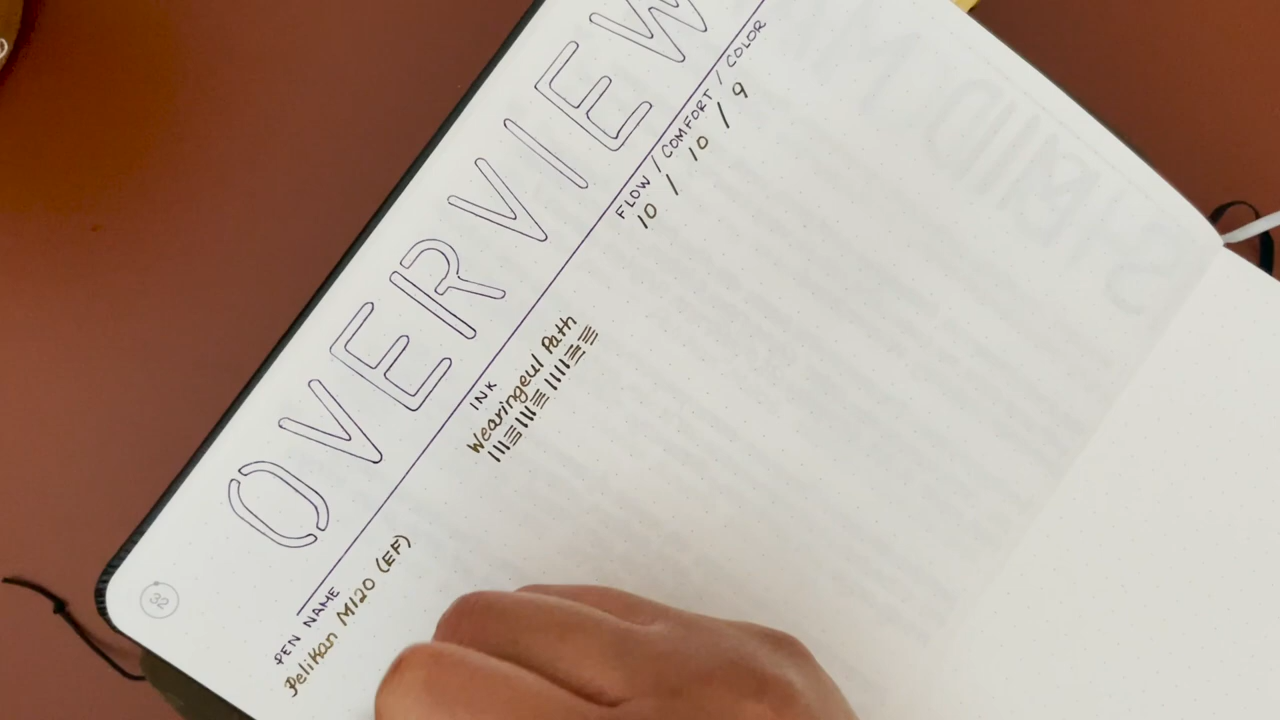 OVERVIEW
PEN NAME INK FLOW / COMFORT / COLOR
Pelikan M120 (EF) Wearingeul Path 10 / 10 / 9
32